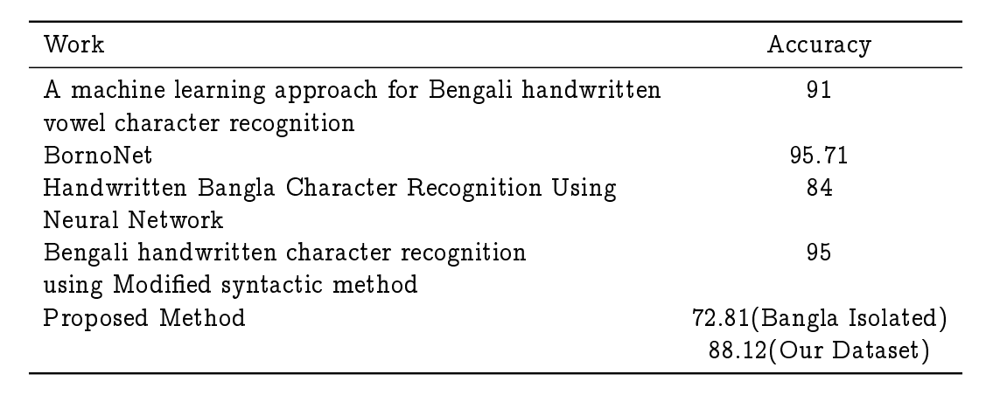 Work Accuracy
A machine learning approach for Bengali handwritten 91
vowel character recognition
BornoNet 95.71
Handwritten Bangla Character Recognition Using 84
Neural Network
Bengali handwritten character recognition 95
using Modified syntactic method
Proposed Method 72.81(Bangla Isolated)
88.12(Our Dataset)